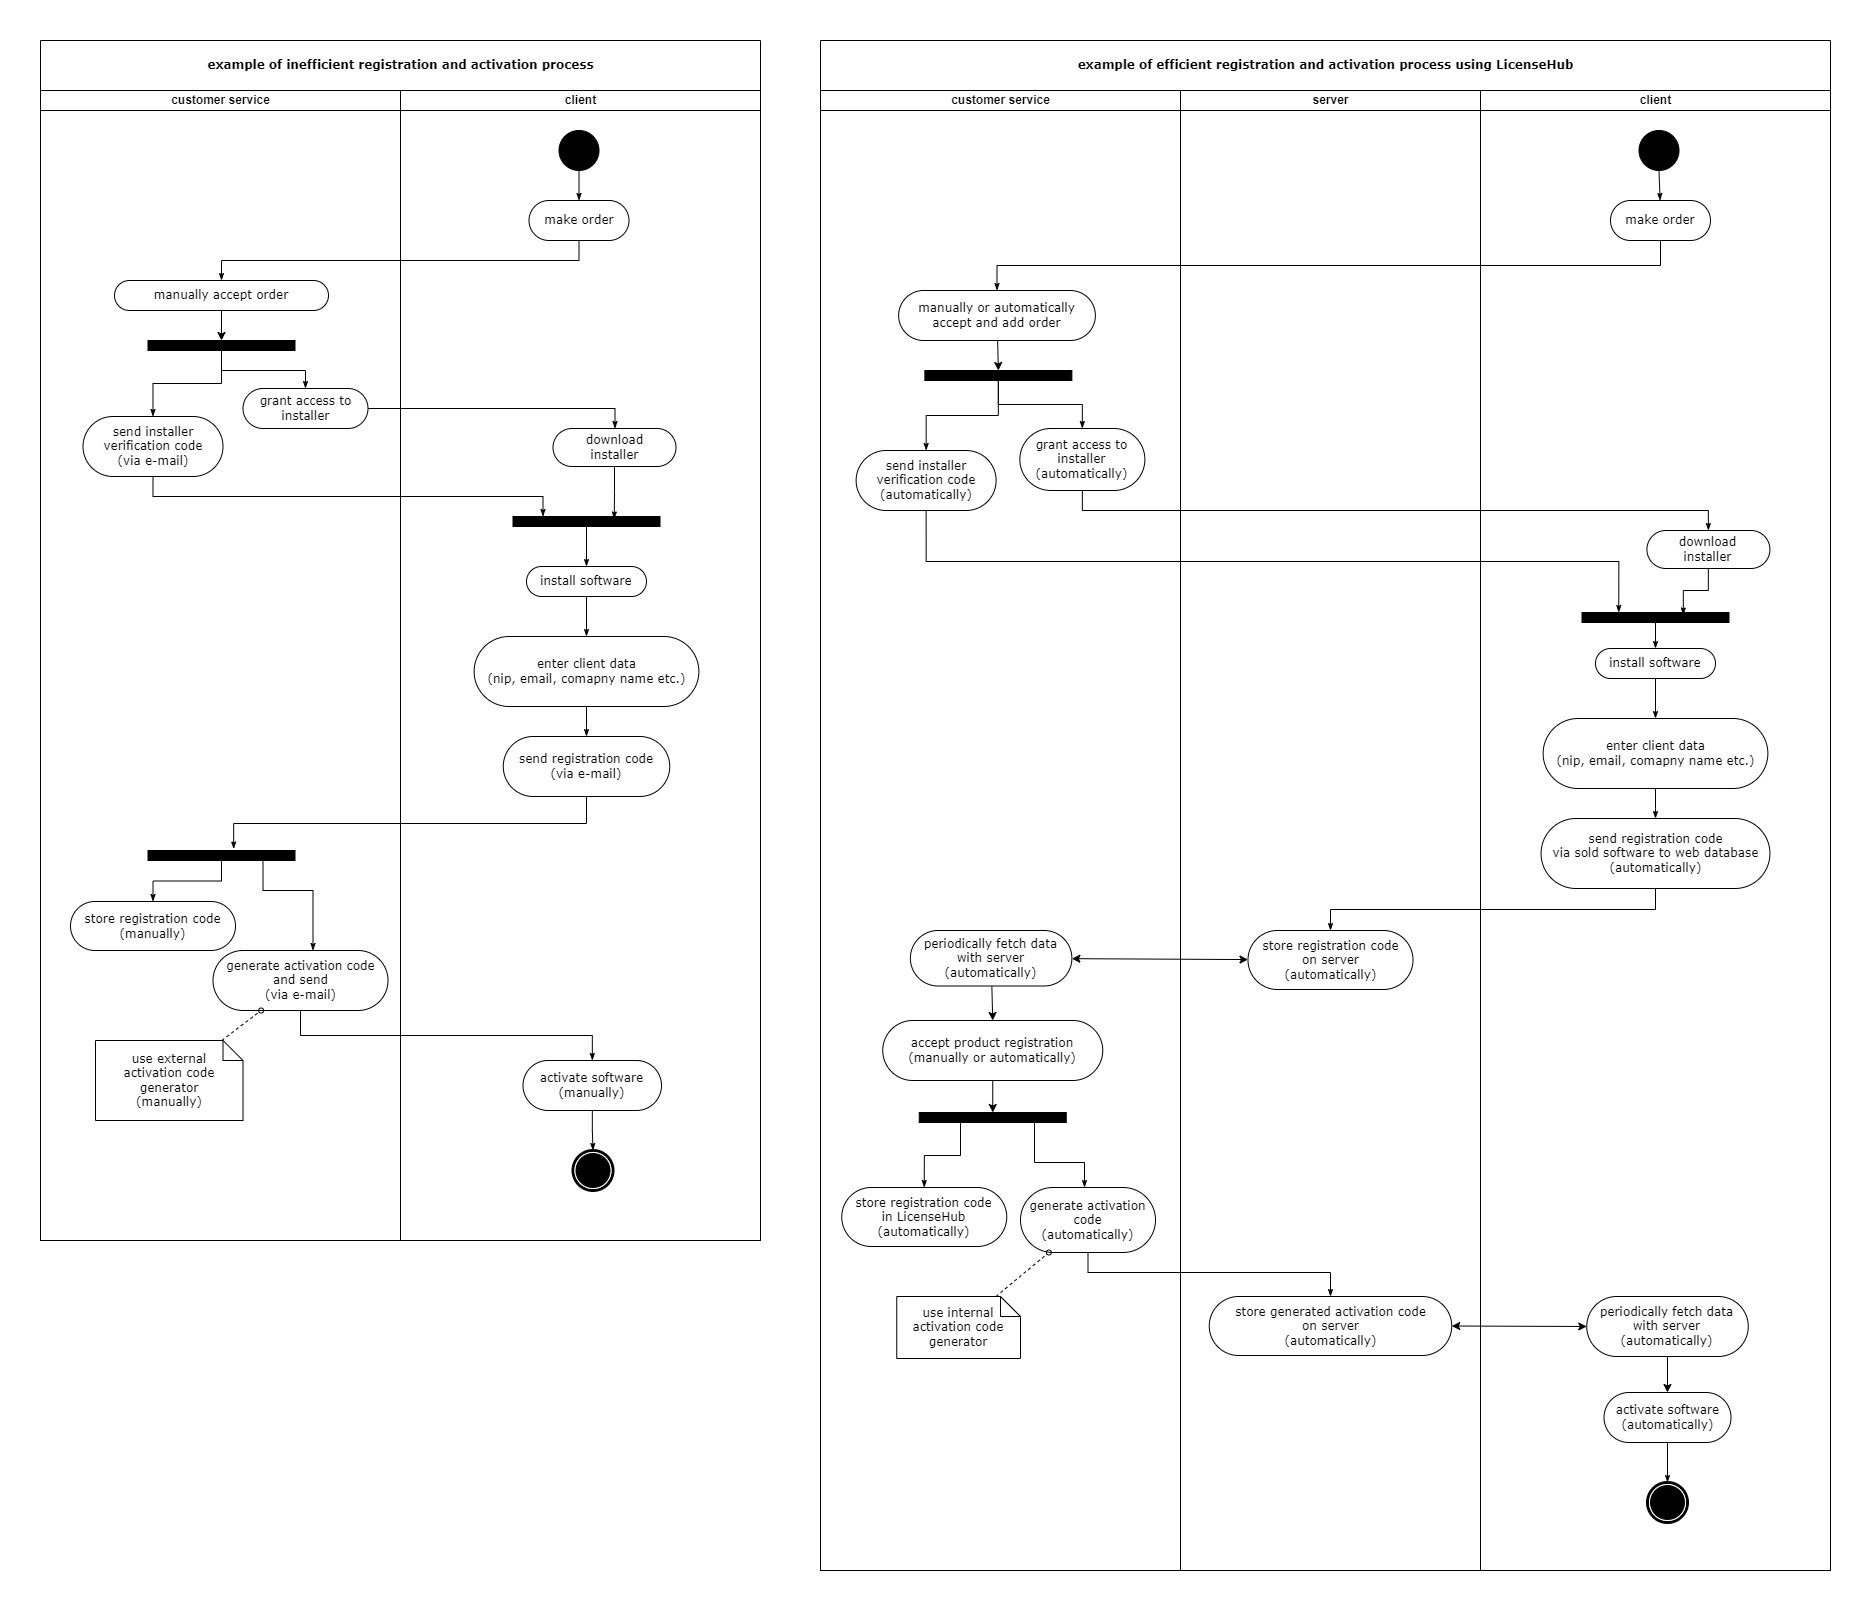 example of inefficient registration and activation process
customer service
client
make order
manually accept order
grant access to
installer
send installer
verification code
(via e-mail)
download
installer
install software
enter client data
(nip, email, comapny name etc.)
send registration code
(via e-mail)
store registration code
(manually)
generate activation code
and send
(via e-mail)
use external
activation code
generator
(manually)
activate software
(manually)
example of efficient registration and activation process using LicenseHub
customer service
server
client
make order
manually or automatically
accept and add order
grant access to
installer
(automatically)
send installer
verification code
(automatically)
download
installer
install software
enter client data
(nip, email, comapny name etc.)
send registration code
via sold software to web database
(automatically)
store registration code
on server
(automatically)
periodically fetch data
with server
(automatically)
accept product registration
(manually or automatically)
store registration code
in LicenseHub
(automatically)
generate activation
code
(automatically)
use internal
activation code
generator
store generated activation code
on server
(automatically)
periodically fetch data
with server
(automatically)
activate software
(automatically)